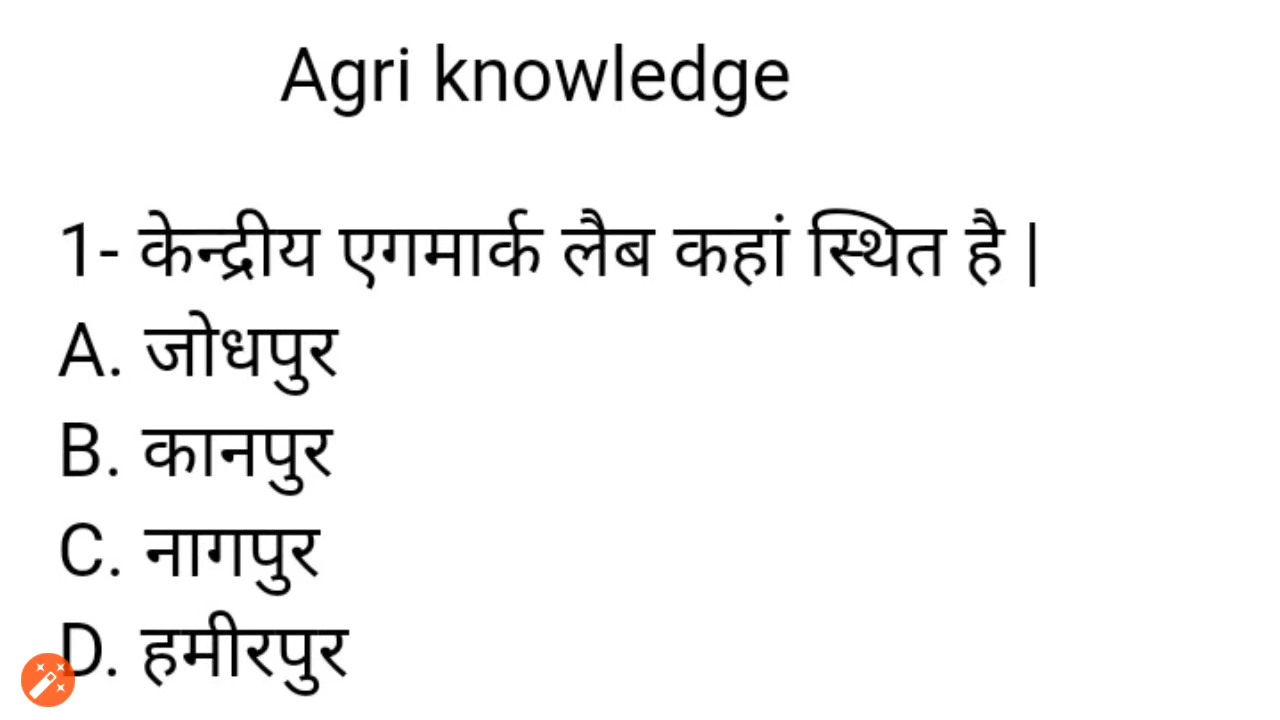 Agri knowledge
1- केन्द्रीय एगमार्क लैब कहां स्थित है |
A. जोधपुर
B. कानपुर
C. नागपुर
D. हमीरपुर